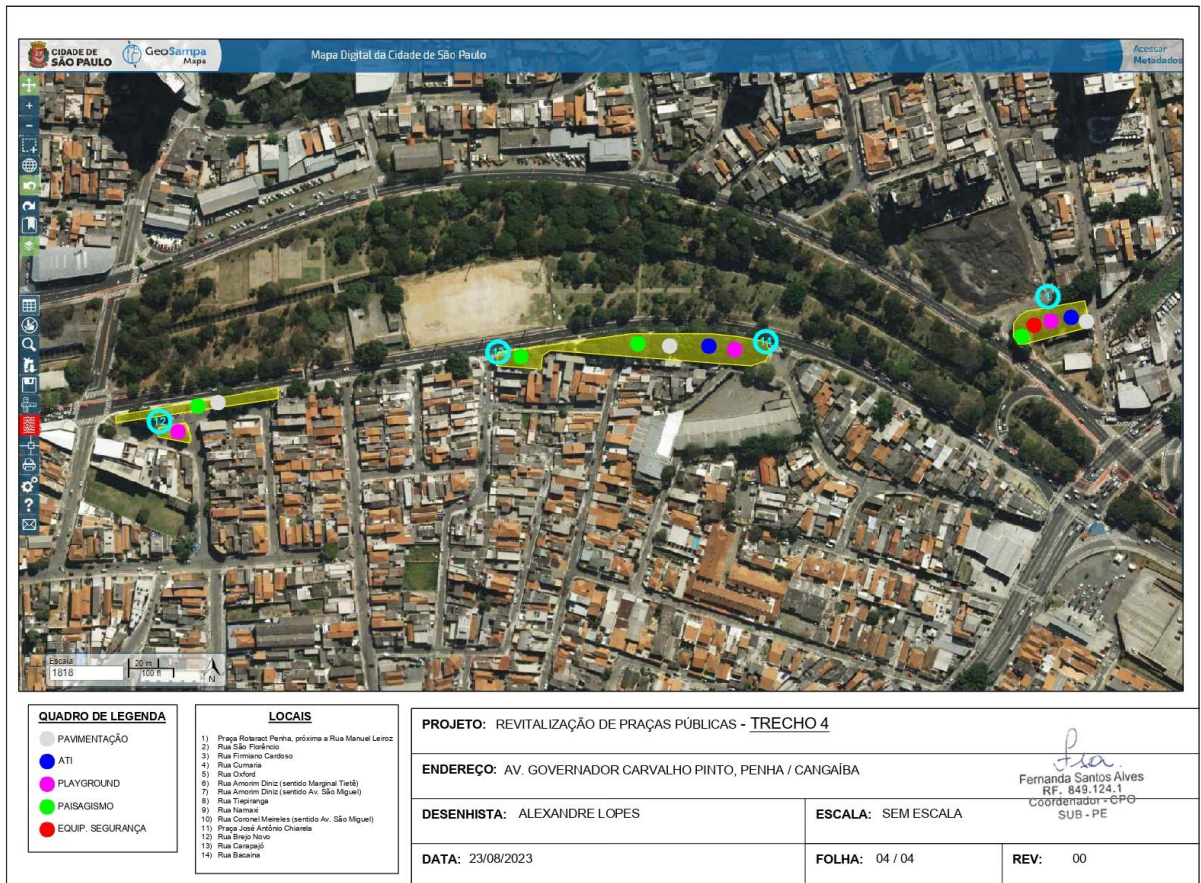 CIDADE DE
SÃO PAULO
GeoSampa
Mapa
Mapa Digital da Cidade de São Paulo
Acessar
Metadados
1
13
14
12
Escala
1818
20 m
100 ft
N
QUADRO DE LEGENDA
PAVIMENTAÇÃO
ATI
PLAYGROUND
PAISAGISMO
EQUIP. SEGURANÇA
LOCAIS
1) Praça Rotaract Penha, próxima a Rua Manuel Leiroz
2) Rua São Florêncio
3) Rua Firmiano Cardoso
4) Rua Cumaria
5) Rua Oxford
6) Rua Amorim Diniz (sentido Marginal Tietê)
7) Rua Amorim Diniz (sentido Av. São Miguel)
8) Rua Tiepiranga
9) Rua Namaxi
10) Rua Coronel Meireles (sentido Av. São Miguel)
11) Praça José Antônio Chiarela
12) Rua Brejo Novo
13) Rua Carapajó
14) Rua Bacaina
PROJETO: REVITALIZAÇÃO DE PRAÇAS PÚBLICAS - TRECHO 4
ENDEREÇO: AV. GOVERNADOR CARVALHO PINTO, PENHA / CANGAÍBA
Fernanda Santos Alves
RF. 849.124.1
Coordenador - CPO
SUB - PE
DESENHISTA: ALEXANDRE LOPES
ESCALA: SEM ESCALA
DATA: 23/08/2023
FOLHA: 04 / 04
REV: 00